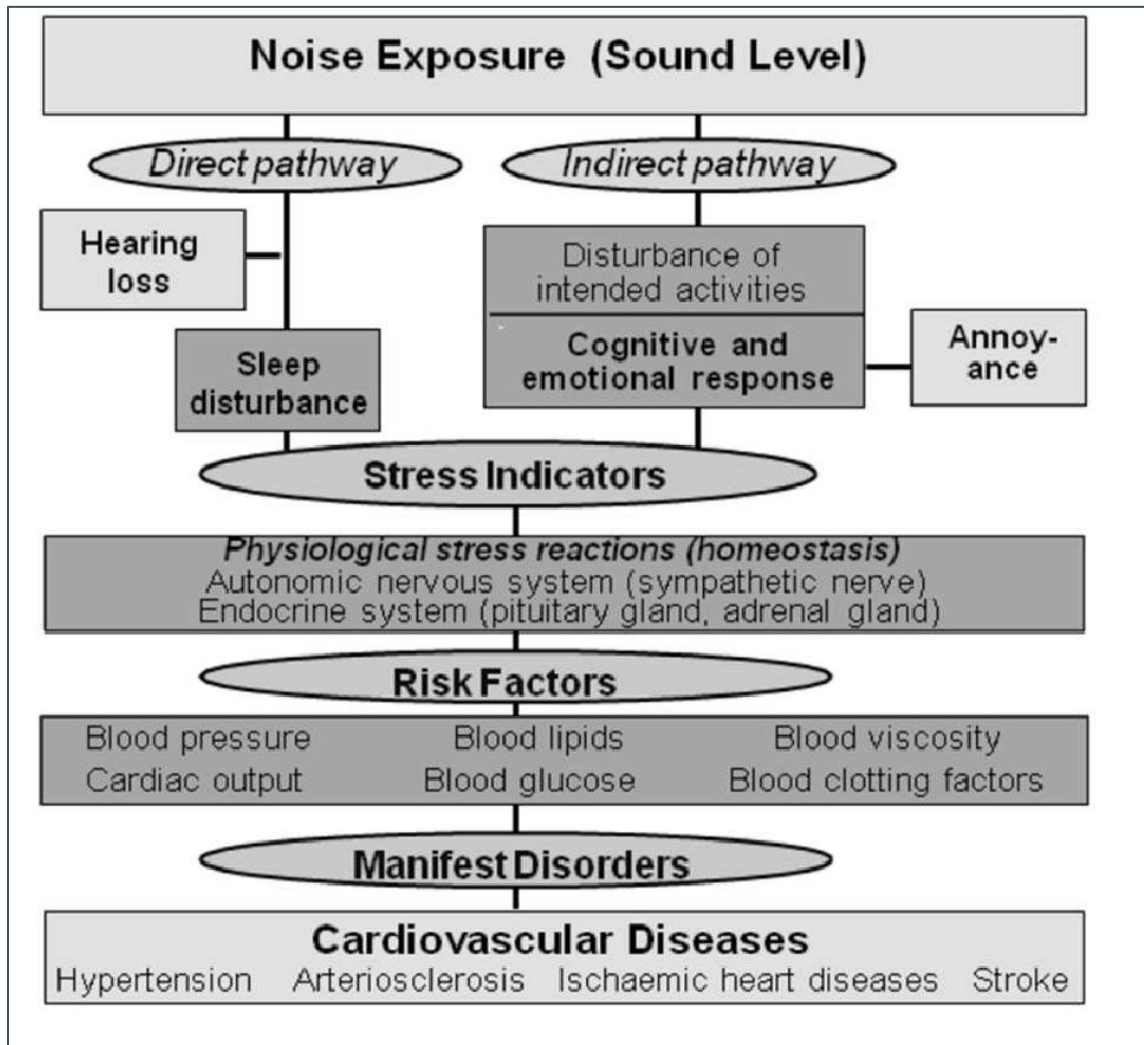 Noise Exposure (Sound Level)
Direct pathway
Indirect pathway
Hearing
loss
Disturbance of
intended activities
Sleep
disturbance
Cognitive and
emotional response
Annoy-
ance
Stress Indicators
Physiological stress reactions (homeostasis)
Autonomic nervous system (sympathetic nerve)
Endocrine system (pituitary gland, adrenal gland)
Risk Factors
Blood pressure Blood lipids Blood viscosity
Cardiac output Blood glucose Blood clotting factors
Manifest Disorders
Cardiovascular Diseases
Hypertension Arteriosclerosis Ischaemic heart diseases Stroke